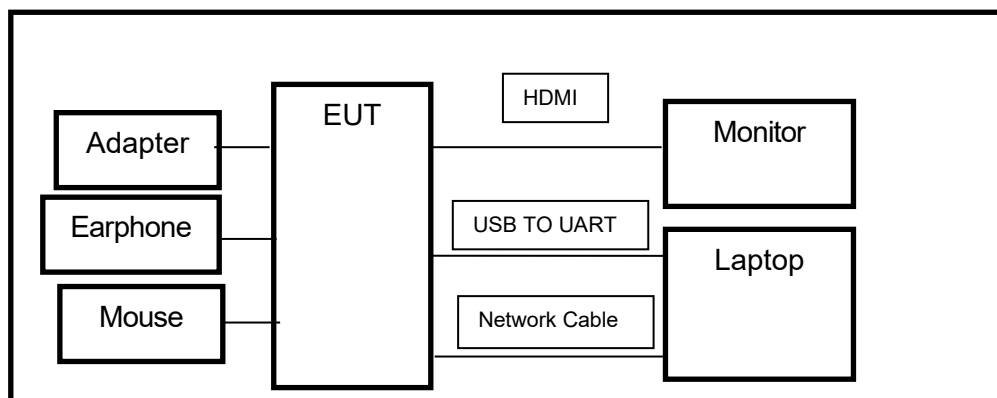 EUT
HDMI
Adapter
Monitor
Earphone
USB TO UART
Laptop
Mouse
Network Cable